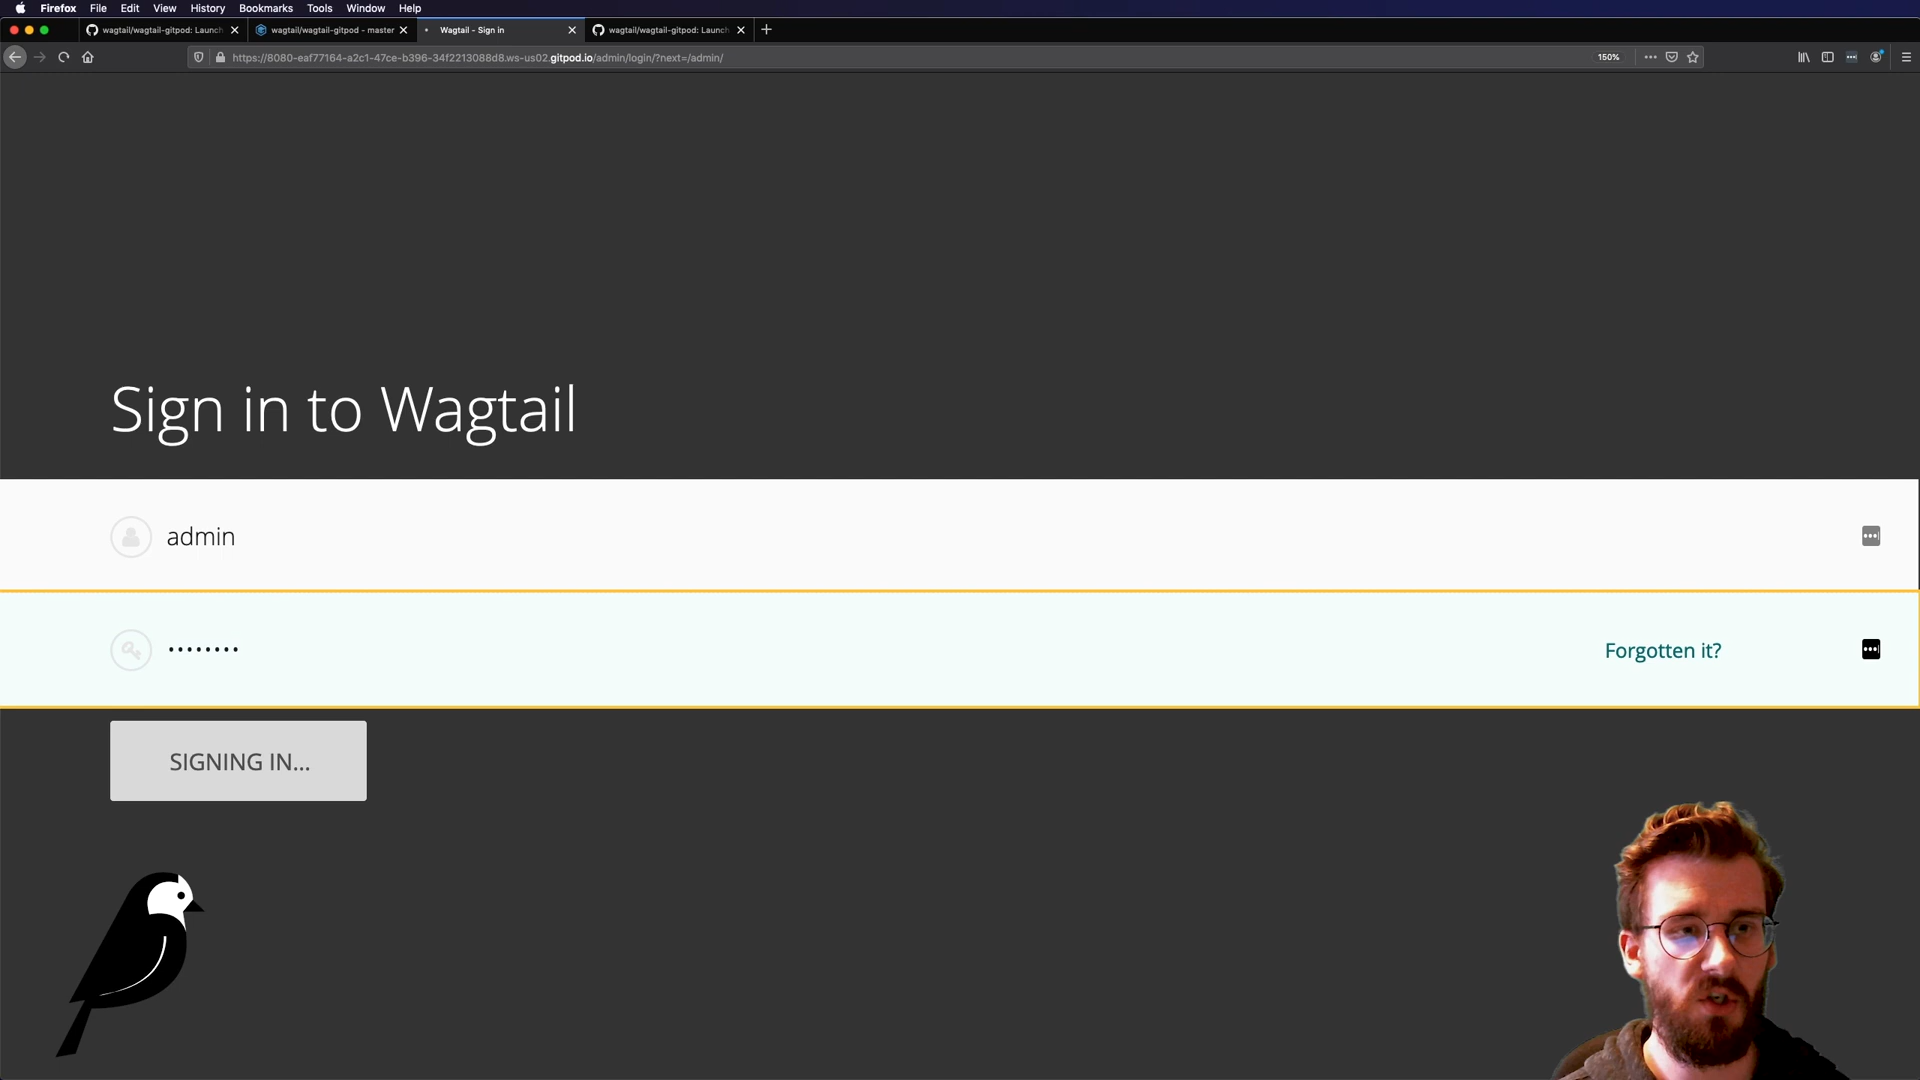 Firefox File Edit View History Bookmarks Tools Window Help
wagtail/wagtail-gitpod: Launch wagtail/wagtail-gitpod - master Wagtail - Sign in wagtail/wagtail-gitpod: Launch
https://8080-eaf77164-a2c1-47ce-b396-34f2213088d8.ws-us02.gitpod.io/admin/login/?next=/admin/ 150%
Sign in to Wagtail
admin
•••••••• Forgotten it?
SIGNING IN...